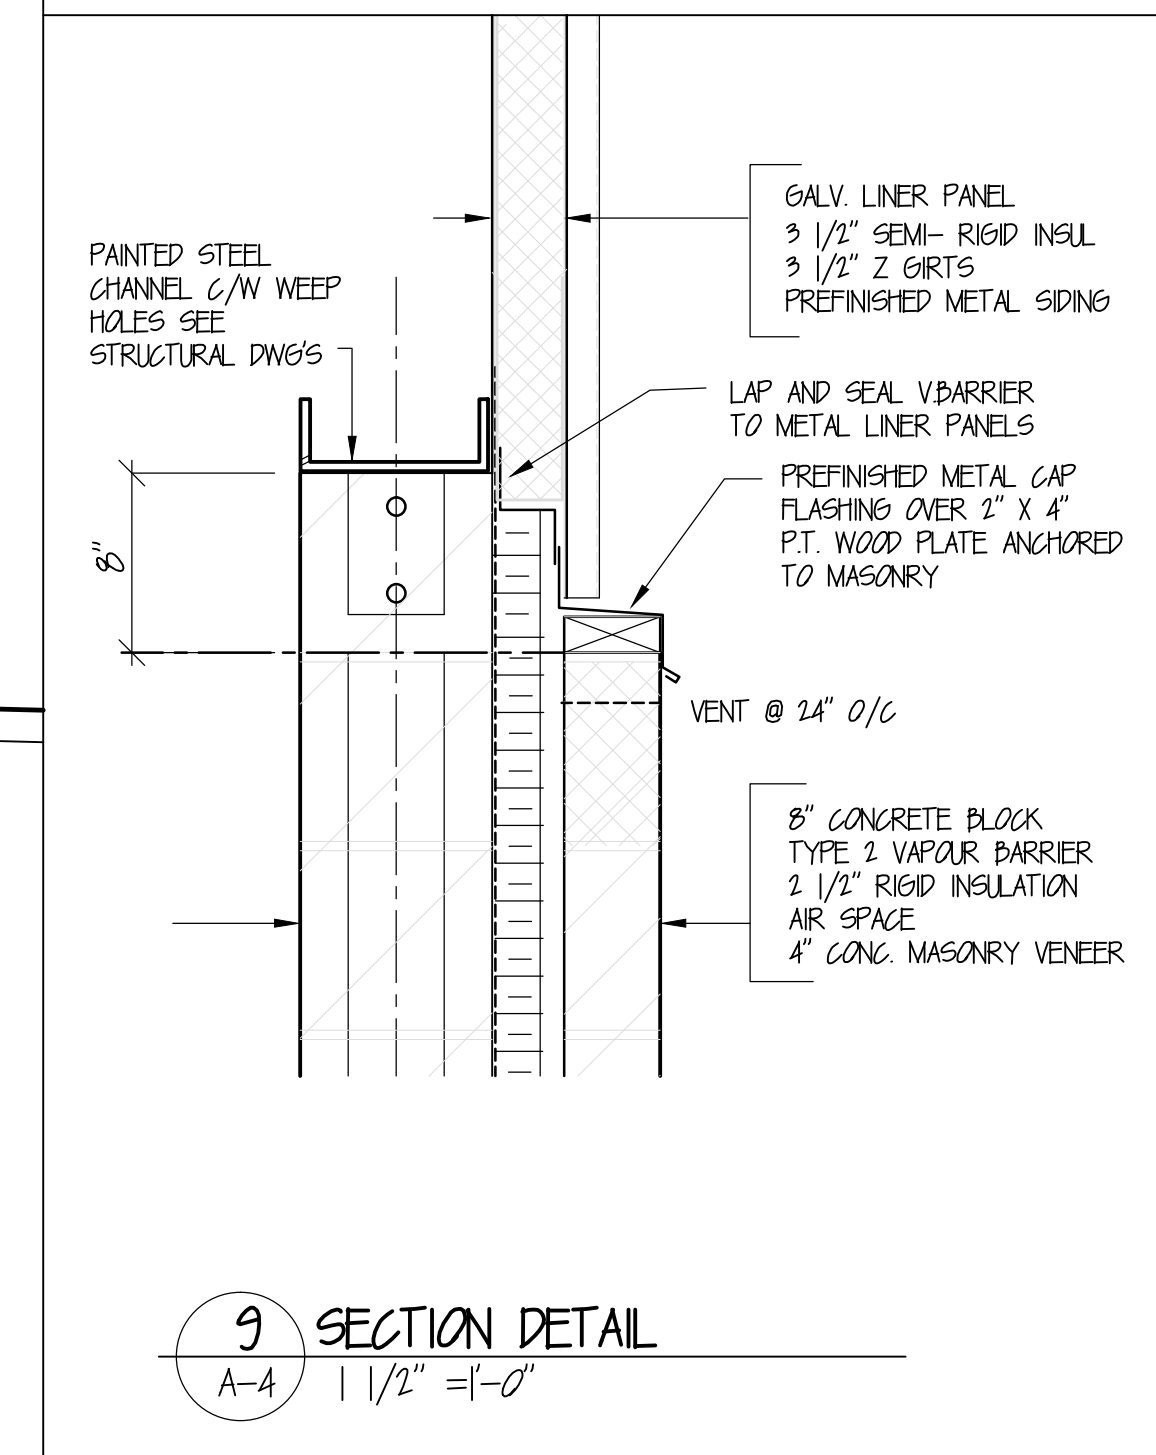 GALV. LINER PANEL
3 1/2" SEMI- RIGID INSUL
3 1/2" Z GIRTS
PREFINISHED METAL SIDING
PAINTED STEEL
CHANNEL C/W WEEP
HOLES SEE
STRUCTURAL DWG'S
LAP AND SEAL V.BARRIER
TO METAL LINER PANELS
PREFINISHED METAL CAP
FLASHING OVER 2" X 4"
P.T. WOOD PLATE ANCHORED
TO MASONRY
8"
VENT @ 24" O/C
8" CONCRETE BLOCK
TYPE 2 VAPOUR BARRIER
2 1/2" RIGID INSULATION
AIR SPACE
4" CONC. MASONRY VENEER
9 SECTION DETAIL
A-4 1 1/2" =1'-0"